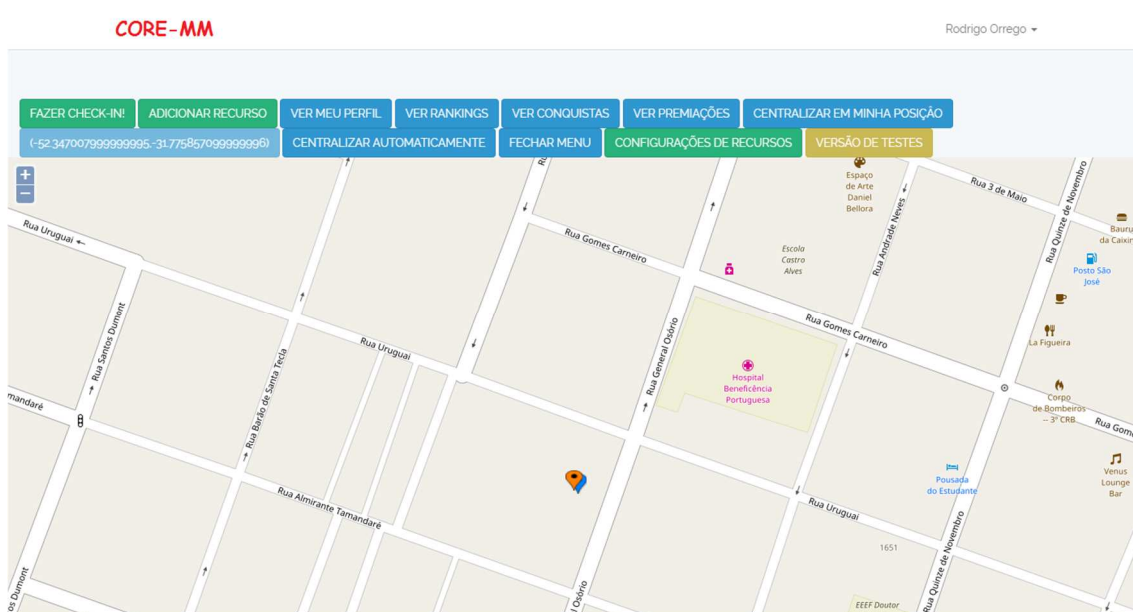 CORE-MM
Rodrigo Orrego
FAZER CHECK-IN!
ADICIONAR RECURSO
VER MEU PERFIL
VER RANKINGS
VER CONQUISTAS
VER PREMIAÇÕES
CENTRALIZAR EM MINHA POSIÇÃO
(-52.347007999999995,-31.775857099999996)
CENTRALIZAR AUTOMATICAMENTE
FECHAR MENU
CONFIGURAÇÕES DE RECURSOS
VERSÃO DE TESTES
+
−
Espaço
de Arte
Daniel
Bellora
Rua 3 de Maio
Rua Quinze de Novembro
Bauru
da Caixin
Rua Andrade Neves
Rua Uruguai
Rua Gomes Carneiro
Escola
Castro
Alves
Posto São
José
Rua Santos Dumont
Rua Gomes Carneiro
La Figueira
Rua Uruguai
Rua General Osório
Hospital
Beneficência
Portuguesa
Rua Barão de Santa Tecla
mandaré
Corpo
de Bombeiros
-- 3º CRB
Rua Gom
Venus
Lounge
Bar
Pousada
do Estudante
Rua Almirante Tamandaré
Rua Uruguai
1651
Rua Quinze de Novembro
os Dumont
l Osório
EEEF Doutor